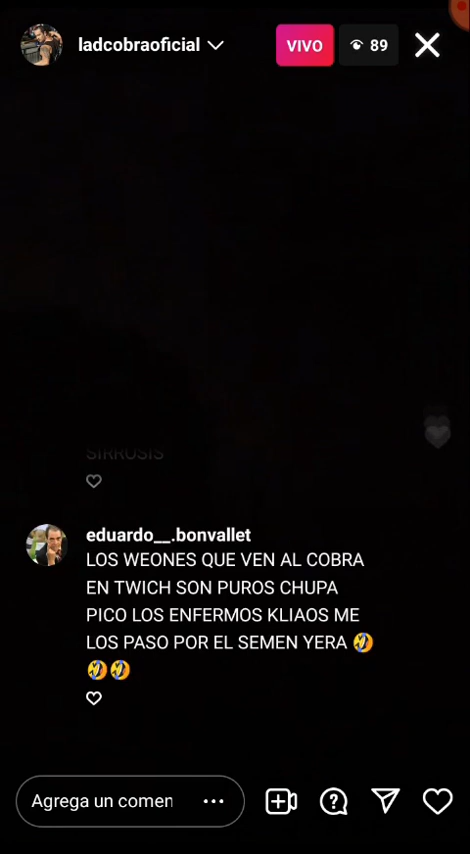 ladcobraoficial
VIVO
89
SIRROSIS
eduardo__.bonvallet
LOS WEONES QUE VEN AL COBRA
EN TWICH SON PUROS CHUPA
PICO LOS ENFERMOS KLIAOS ME
LOS PASO POR EL SEMEN YERA 🤣
🤣🤣
Agrega un comen